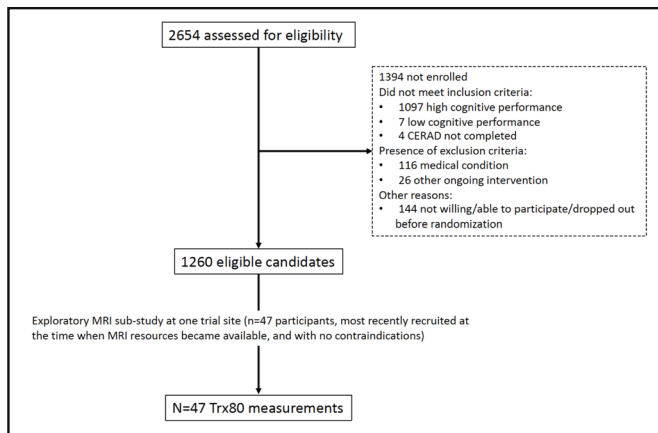 2654 assessed for eligibility
1394 not enrolled
Did not meet inclusion criteria:
• 1097 high cognitive performance
• 7 low cognitive performance
• 4 CERAD not completed
Presence of exclusion criteria:
• 116 medical condition
• 26 other ongoing intervention
Other reasons:
• 144 not willing/able to participate/dropped out
before randomization
1260 eligible candidates
Exploratory MRI sub-study at one trial site (n=47 participants, most recently recruited at
the time when MRI resources became available, and with no contraindications)
N=47 Trx80 measurements